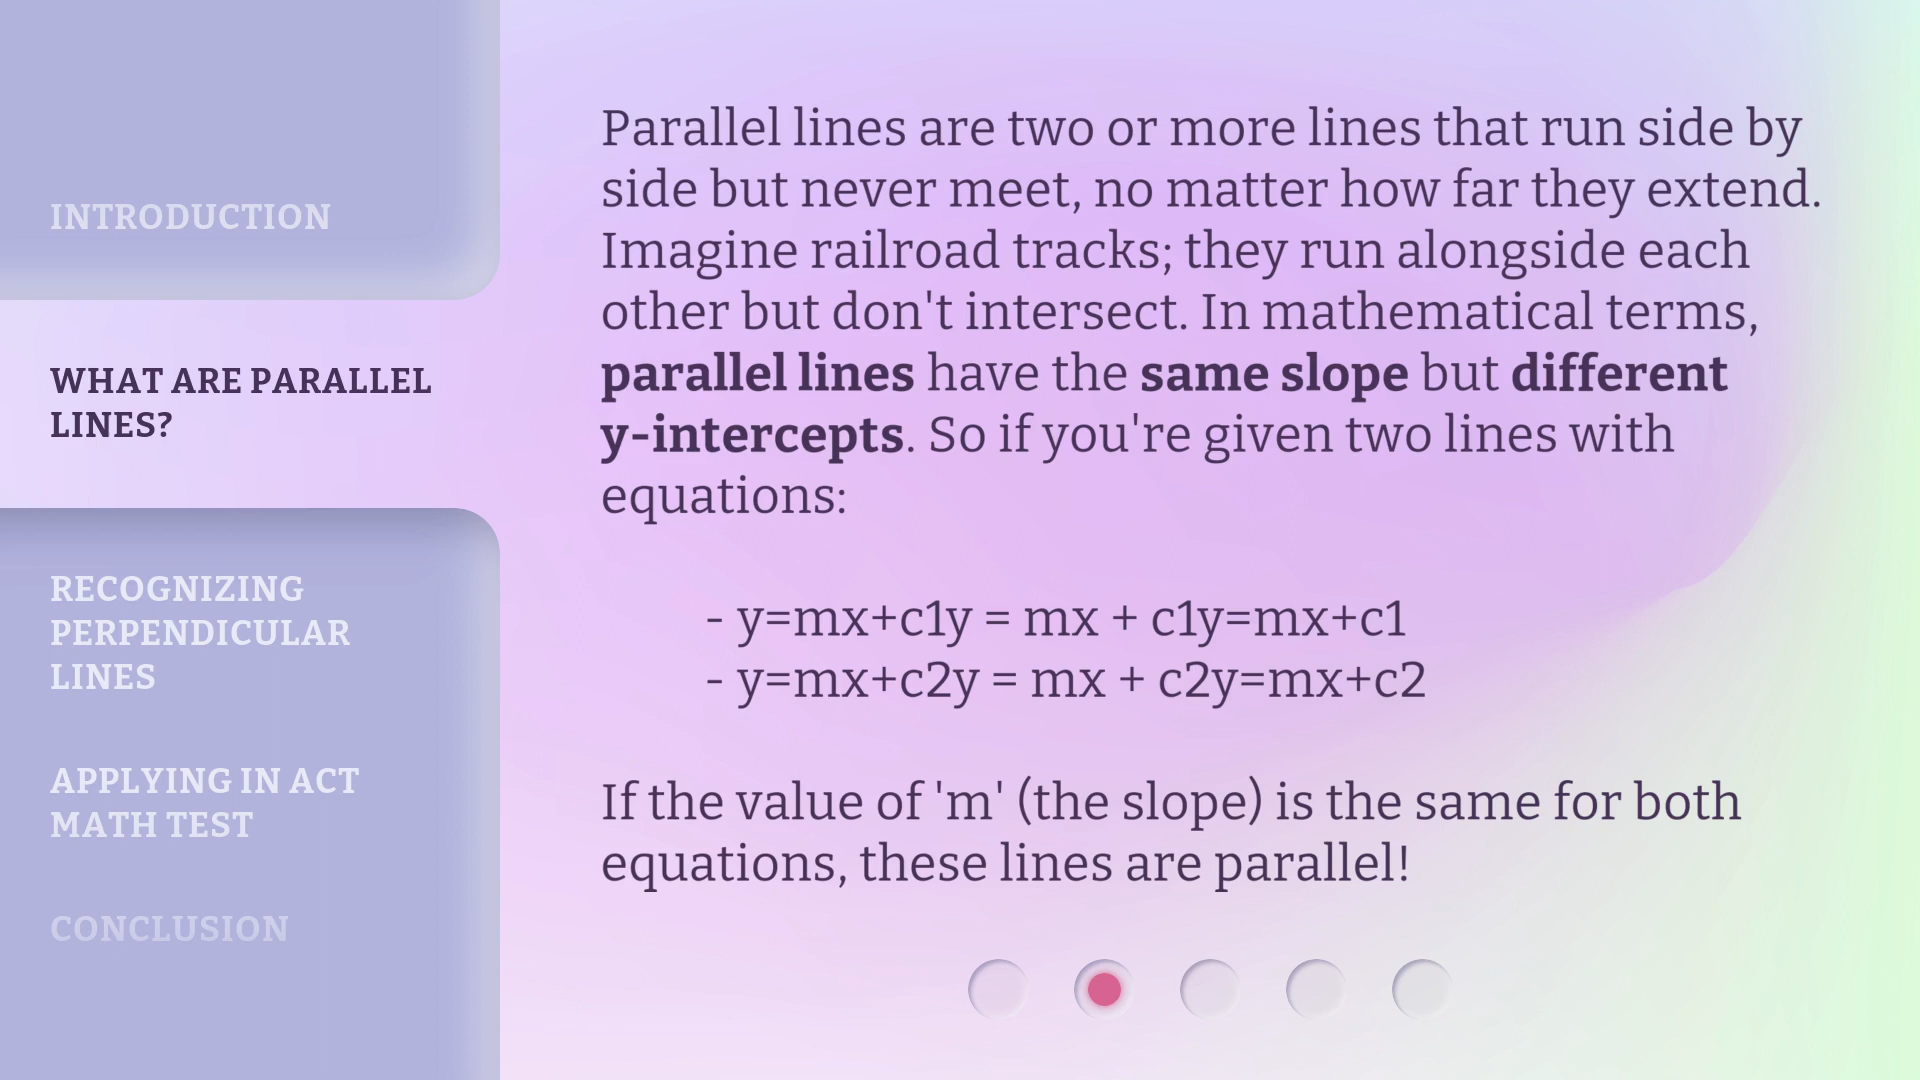 INTRODUCTION
WHAT ARE PARALLEL
LINES?
RECOGNIZING
PERPENDICULAR
LINES
APPLYING IN ACT
MATH TEST
CONCLUSION
Parallel lines are two or more lines that run side by
side but never meet, no matter how far they extend.
Imagine railroad tracks; they run alongside each
other but don't intersect. In mathematical terms,
parallel lines have the same slope but different
y-intercepts. So if you're given two lines with
equations:
- y=mx+c1y = mx + c1y=mx+c1
- y=mx+c2y = mx + c2y=mx+c2
If the value of 'm' (the slope) is the same for both
equations, these lines are parallel!